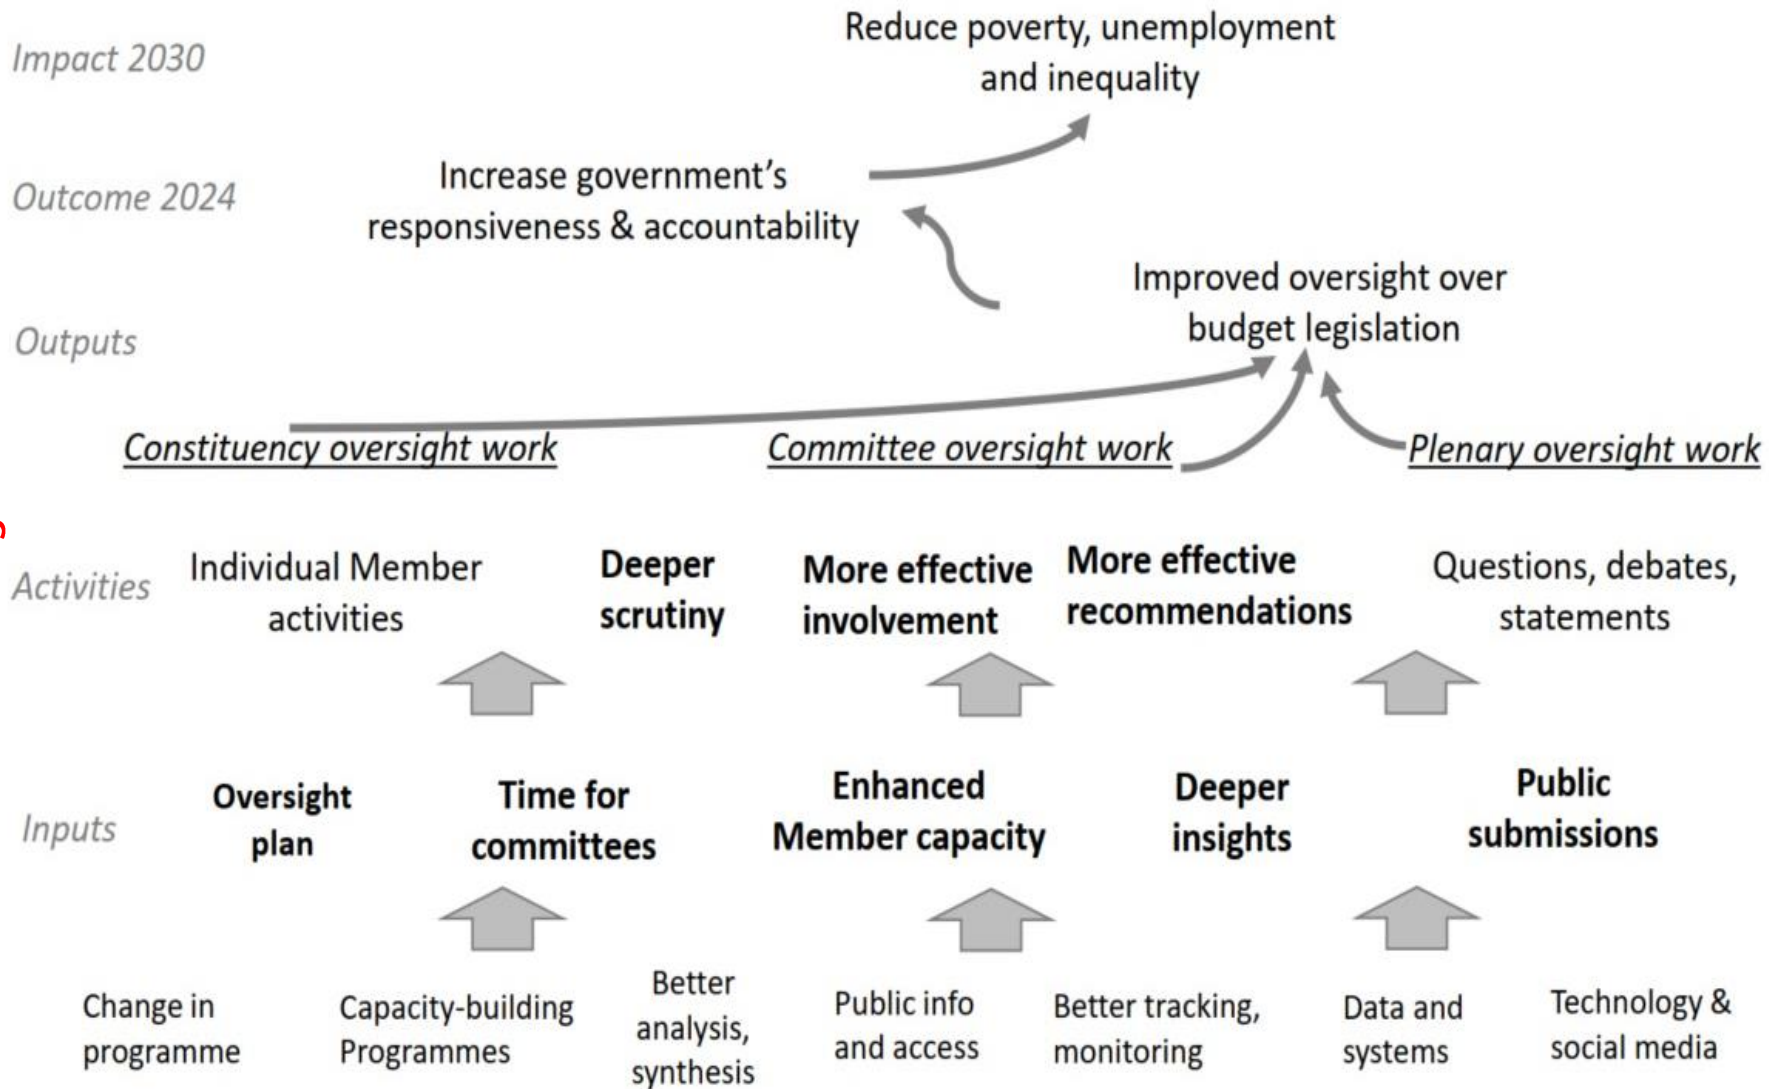 Impact 2030
Reduce poverty, unemployment
and inequality
Outcome 2024
Increase government's
responsiveness & accountability
Outputs
Improved oversight over
budget legislation
Constituency oversight work
Committee oversight work
Plenary oversight work
Activities
Individual Member
activities
Deeper
scrutiny
More effective
involvement
More effective
recommendations
Questions, debates,
statements
Inputs
Oversight
plan
Time for
committees
Enhanced
Member capacity
Deeper
insights
Public
submissions
Change in
programme
Capacity-building
Programmes
Better
analysis,
synthesis
Public info
and access
Better tracking,
monitoring
Data and
systems
Technology &
social media